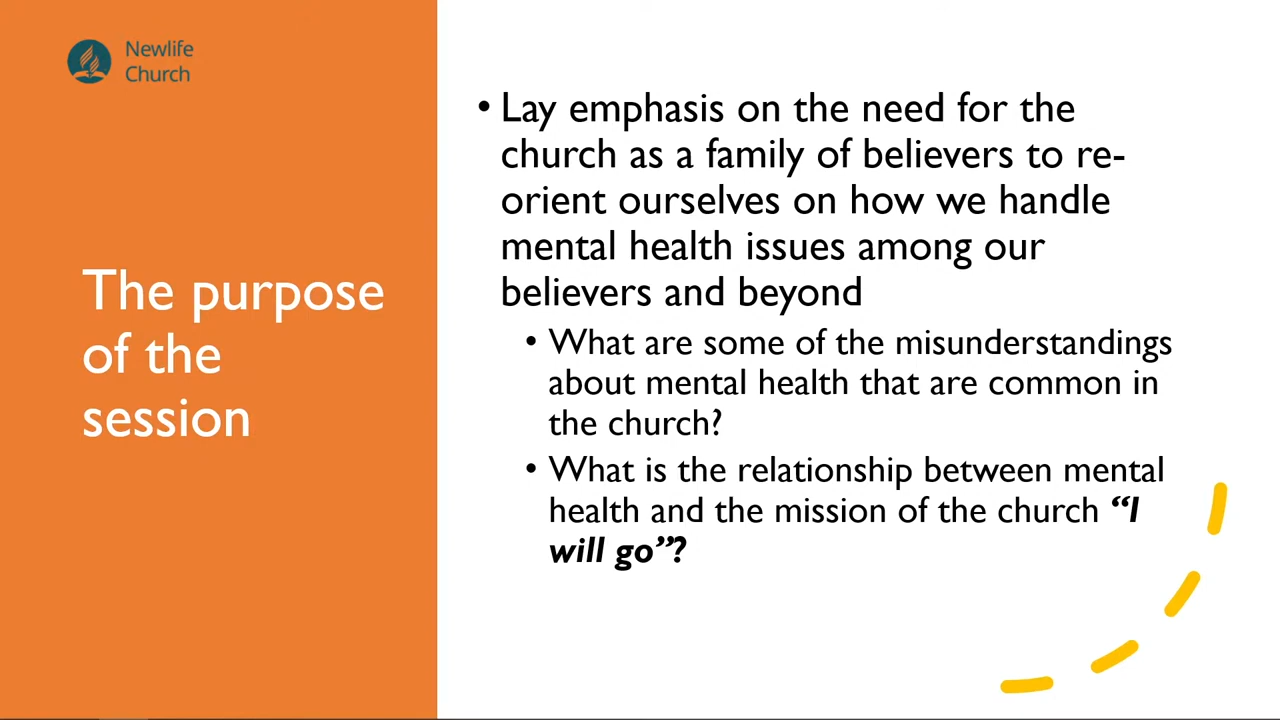 Newlife
Church
The purpose
of the
session
• Lay emphasis on the need for the
church as a family of believers to re-
orient ourselves on how we handle
mental health issues among our
believers and beyond
• What are some of the misunderstandings
about mental health that are common in
the church?
• What is the relationship between mental
health and the mission of the church “I
will go”?